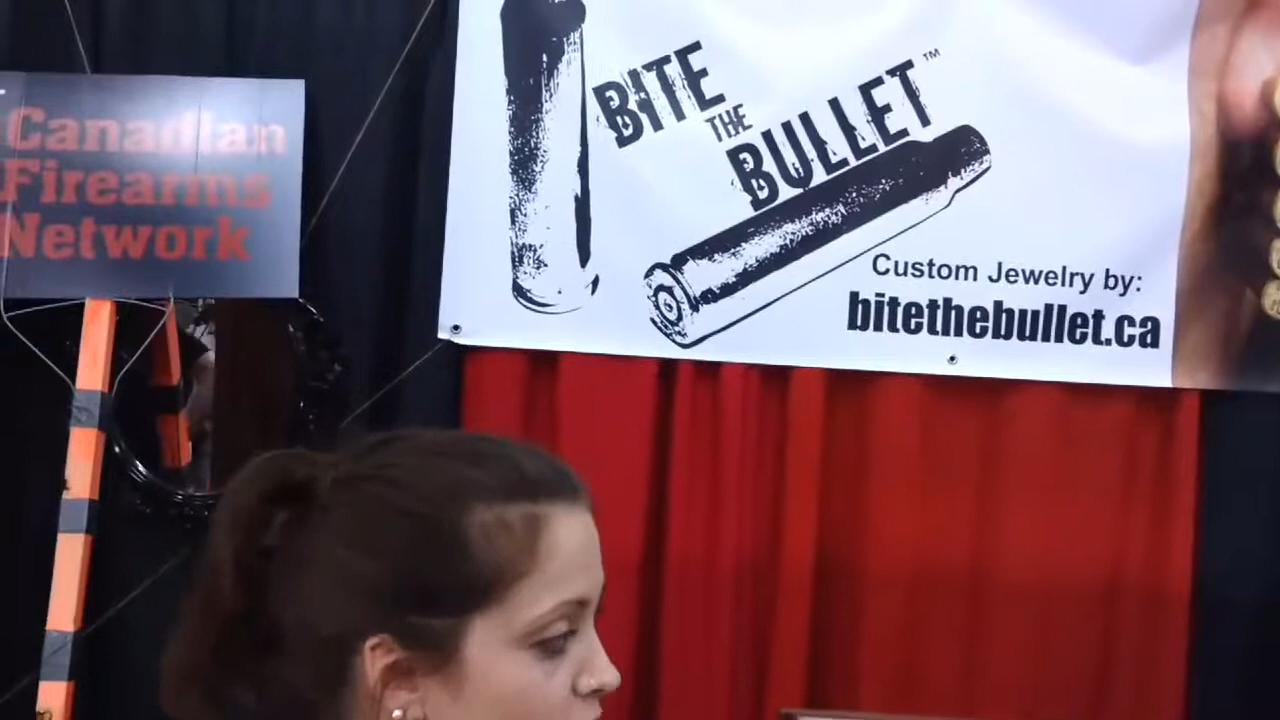 Canadian
Firearms
Network
BITE
THE
BULLET™
Custom Jewelry by:
bitethebullet.ca